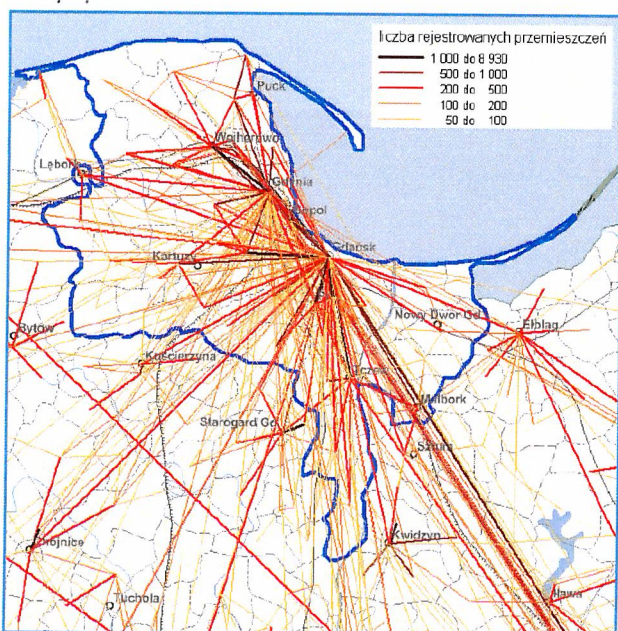 liczba rejestrowanych przemieszczeń
1 000 do 8 930
500 do 1 000
200 do 500
100 do 200
50 do 100
Puck
Wejherowo
Lębork
Gdynia
Sopot
Gdańsk
Kartuzy
Nowy Dwór Gd
Bytów
Elbląg
Kościerzyna
Tczew
Malbork
Starogard Gd
Sztum
Chojnice
Kwidzyn
Iława
Tuchola